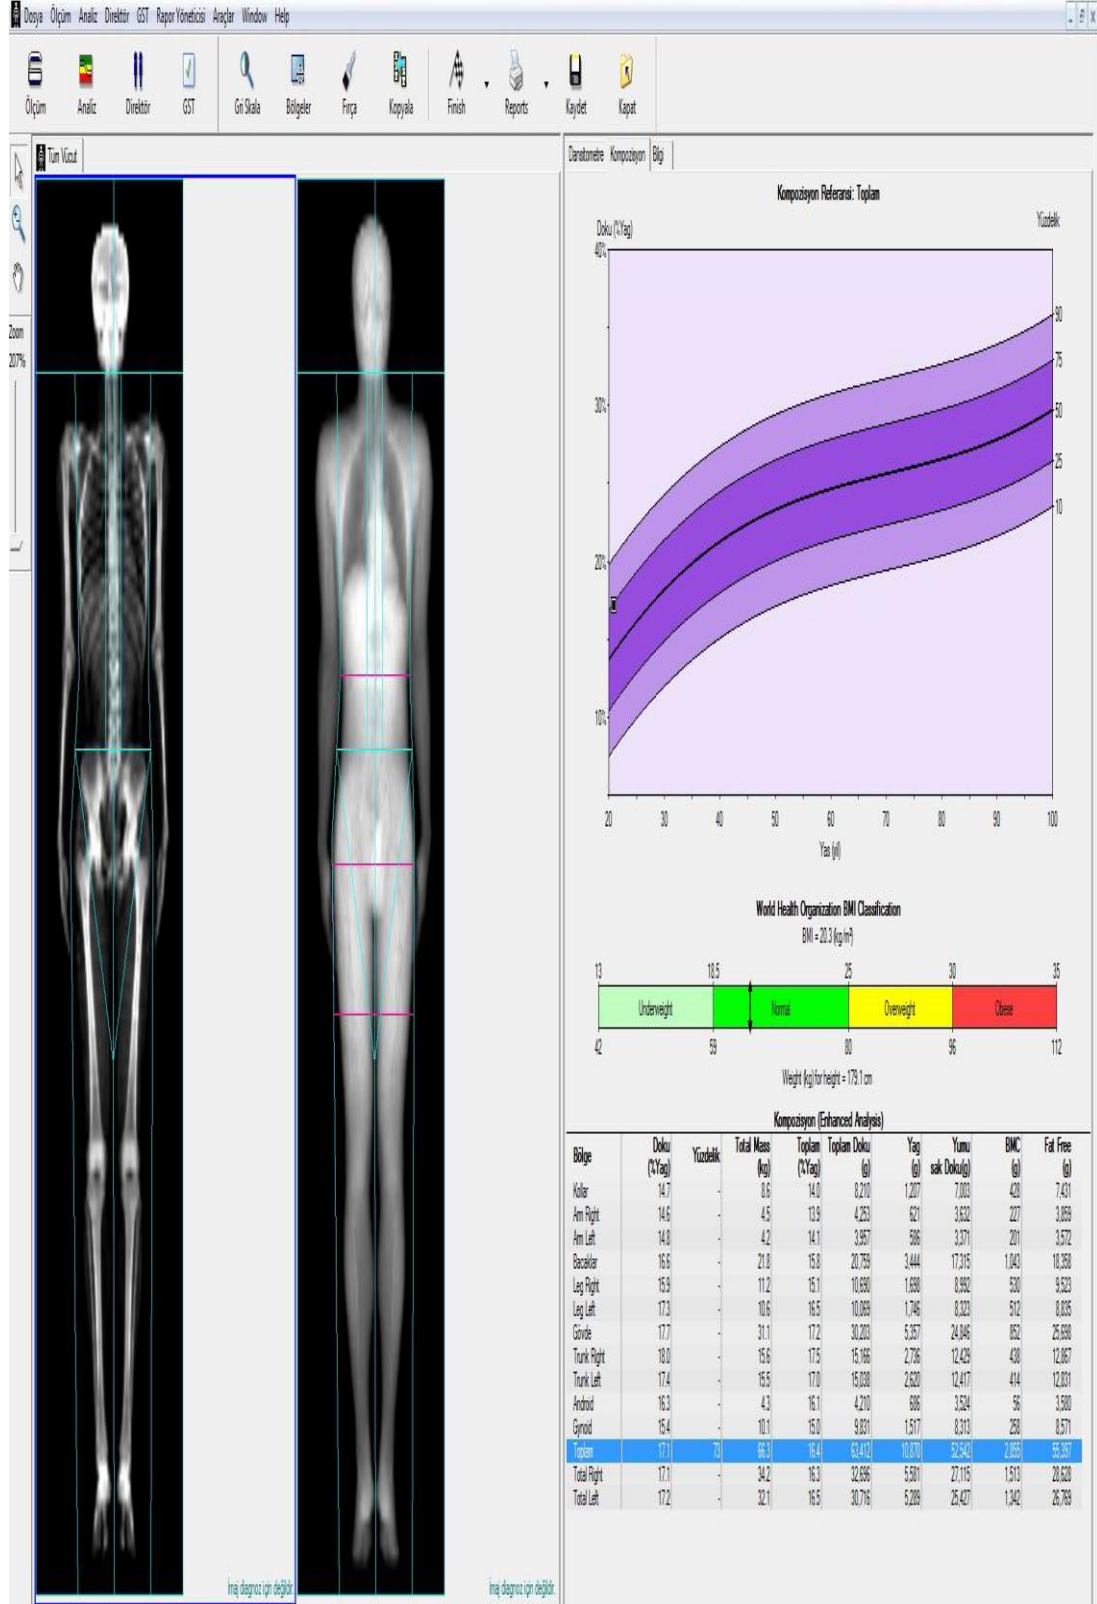 Dosya Ölçüm Analiz Direktör GST Rapor Yöneticisi Araçlar Window Help
Ölçüm Analiz Direktör GST Gri Skala Bölgeler Fırça Kopyala Finish Reports Kaydet Kapat
Tüm Vücut
Zoom
207%
İmaj diagnoz için değildir.
İmaj diagnoz için değildir.
Dansitometre Kompozisyon Bilgi
Kompozisyon Referansi: Toplam
Doku (%Yag) Yüzdelik
40%
30%
20%
10%
90
75
50
25
10
20 30 40 50 60 70 80 90 100
Yas (yil)
World Health Organization BMI Classification
BMI = 20.3 (kg/m²)
13 18.5 25 30 35
Underweight Normal Overweight Obese
42 59 80 96 112
Weight (kg) for height = 179.1 cm
Kompozisyon (Enhanced Analysis)
Bölge Doku (%Yag) Yüzdelik Total Mass (kg) Toplam (%Yag) Toplam Doku (g) Yag (g) Yumu sak Doku(g) BMC (g) Fat Free (g)
Kollar 14.7 - 8.6 14.0 8,210 1,207 7,003 428 7,431
Arm Right 14.6 - 4.5 13.9 4,253 621 3,632 227 3,859
Arm Left 14.8 - 4.2 14.1 3,957 586 3,371 201 3,572
Bacaklar 16.6 - 21.8 15.8 20,759 3,444 17,315 1,043 18,358
Leg Right 15.9 - 11.2 15.1 10,690 1,698 8,992 530 9,523
Leg Left 17.3 - 10.6 16.5 10,069 1,746 8,323 512 8,835
Gövde 17.7 - 31.1 17.2 30,203 5,357 24,846 852 25,698
Trunk Right 18.0 - 15.6 17.5 15,166 2,736 12,429 438 12,867
Trunk Left 17.4 - 15.5 17.0 15,038 2,620 12,417 414 12,831
Android 16.3 - 4.3 16.1 4,210 686 3,524 56 3,580
Gynoid 15.4 - 10.1 15.0 9,831 1,517 8,313 258 8,571
Toplam 17.1 73 66.3 16.4 63,412 10,870 52,542 2,855 55,397
Total Right 17.1 - 34.2 16.3 32,696 5,581 27,115 1,513 28,628
Total Left 17.2 - 32.1 16.5 30,716 5,289 25,427 1,342 26,769